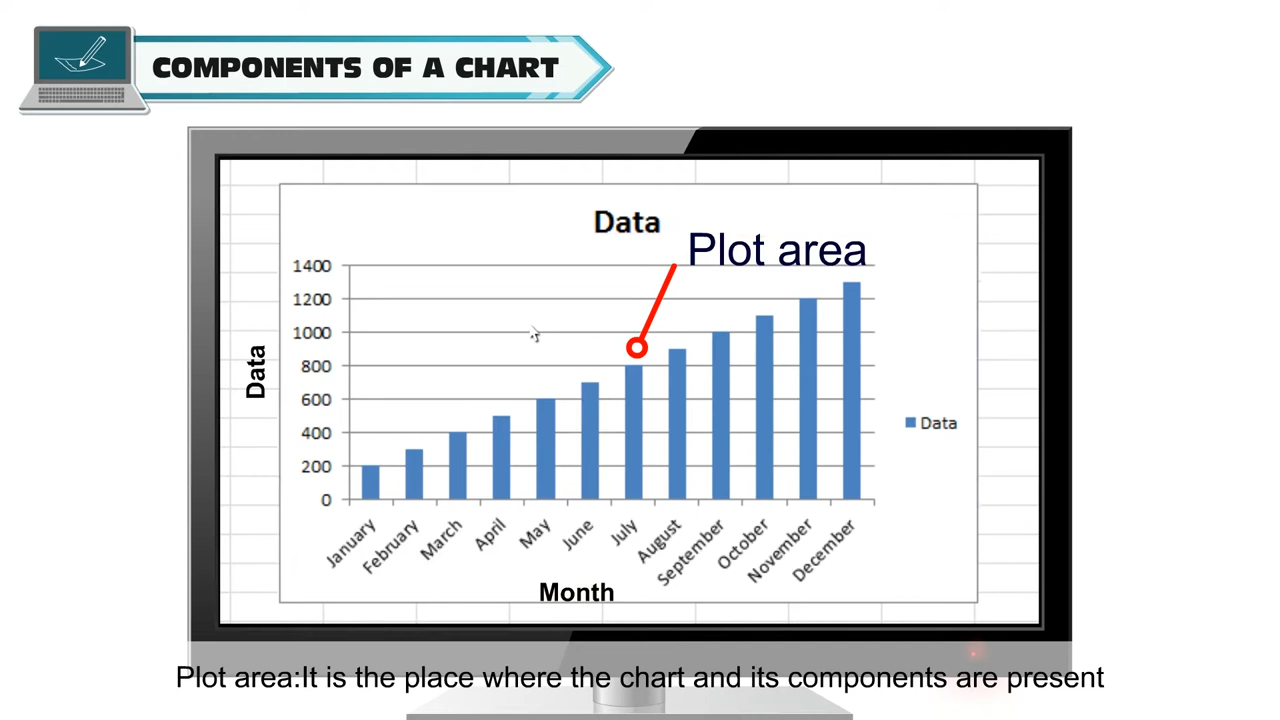 COMPONENTS OF A CHART
Data
Plot area
1400
1200
1000
800
600
400
200
0
Data
Data
January
February
March
April
May
June
July
August
September
October
November
December
Month
Plot area:It is the place where the chart and its components are present